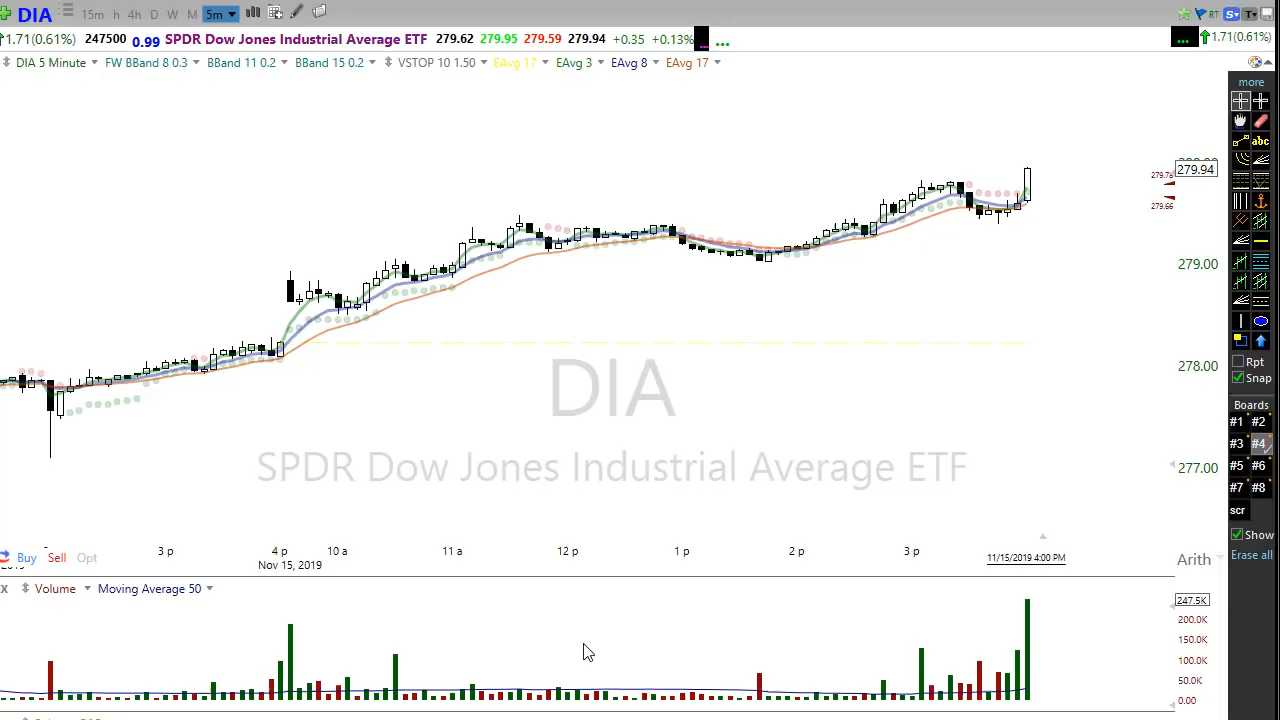 DIA 15m h 4h D W M 5m RT S T
1.71(0.61%) 247500 0.99 SPDR Dow Jones Industrial Average ETF 279.62 279.95 279.59 279.94 +0.35 +0.13% ... ... ... 1.71(0.61%)
DIA 5 Minute FW BBand 8 0.3 BBand 11 0.2 BBand 15 0.2 VSTOP 10 1.50 EAvg 17 EAvg 3 EAvg 8 EAvg 17
more
abc
279.94
279.78
279.66
279.00
278.00
277.00
DIA
SPDR Dow Jones Industrial Average ETF
Rpt
Snap
Boards
#1 #2
#3 #4
#5 #6
#7 #8
scr
Show
Erase all
3 p 4 p 10 a 11 a 12 p 1 p 2 p 3 p
Buy Sell Opt Nov 15, 2019 11/15/2019 4:00 PM Arith
X Volume Moving Average 50
247.5K
200.0K
150.0K
100.0K
50.0K
0.00